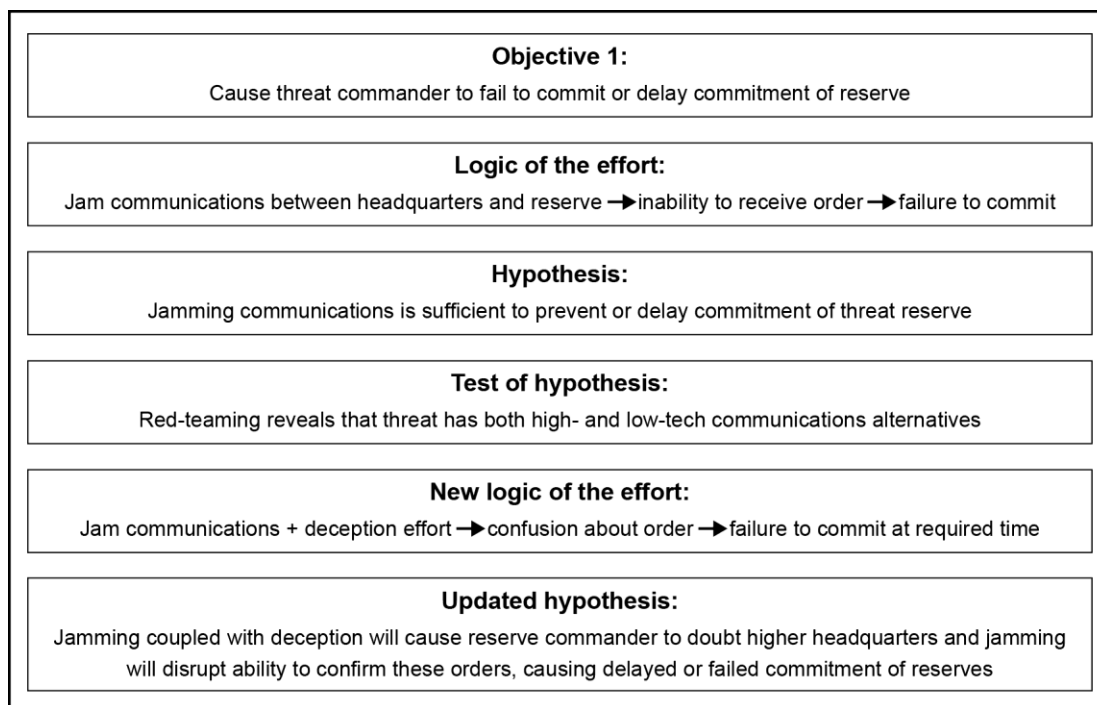 Objective 1:
Cause threat commander to fail to commit or delay commitment of reserve
Logic of the effort:
Jam communications between headquarters and reserve → inability to receive order → failure to commit
Hypothesis:
Jamming communications is sufficient to prevent or delay commitment of threat reserve
Test of hypothesis:
Red-teaming reveals that threat has both high- and low-tech communications alternatives
New logic of the effort:
Jam communications + deception effort → confusion about order → failure to commit at required time
Updated hypothesis:
Jamming coupled with deception will cause reserve commander to doubt higher headquarters and jamming
will disrupt ability to confirm these orders, causing delayed or failed commitment of reserves